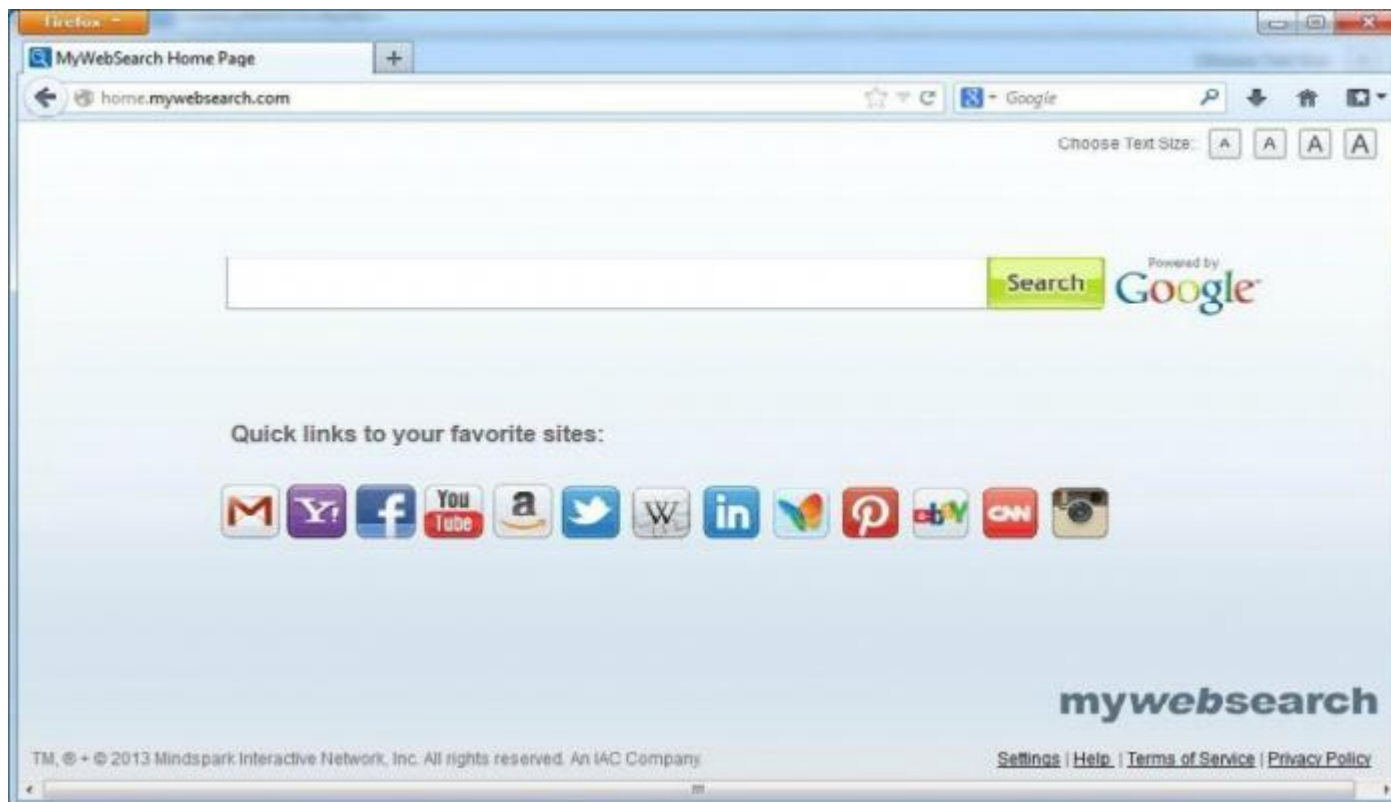 Firefox
MyWebSearch Home Page
home.mywebsearch.com
Google
Choose Text Size: A A A A
Search
Powered by
Google
Quick links to your favorite sites:
You
Tube
a
W
in
ebY
CNN
mywebsearch
TM, ® + © 2013 Mindspark Interactive Network, Inc. All rights reserved. An IAC Company.
Settings | Help | Terms of Service | Privacy Policy